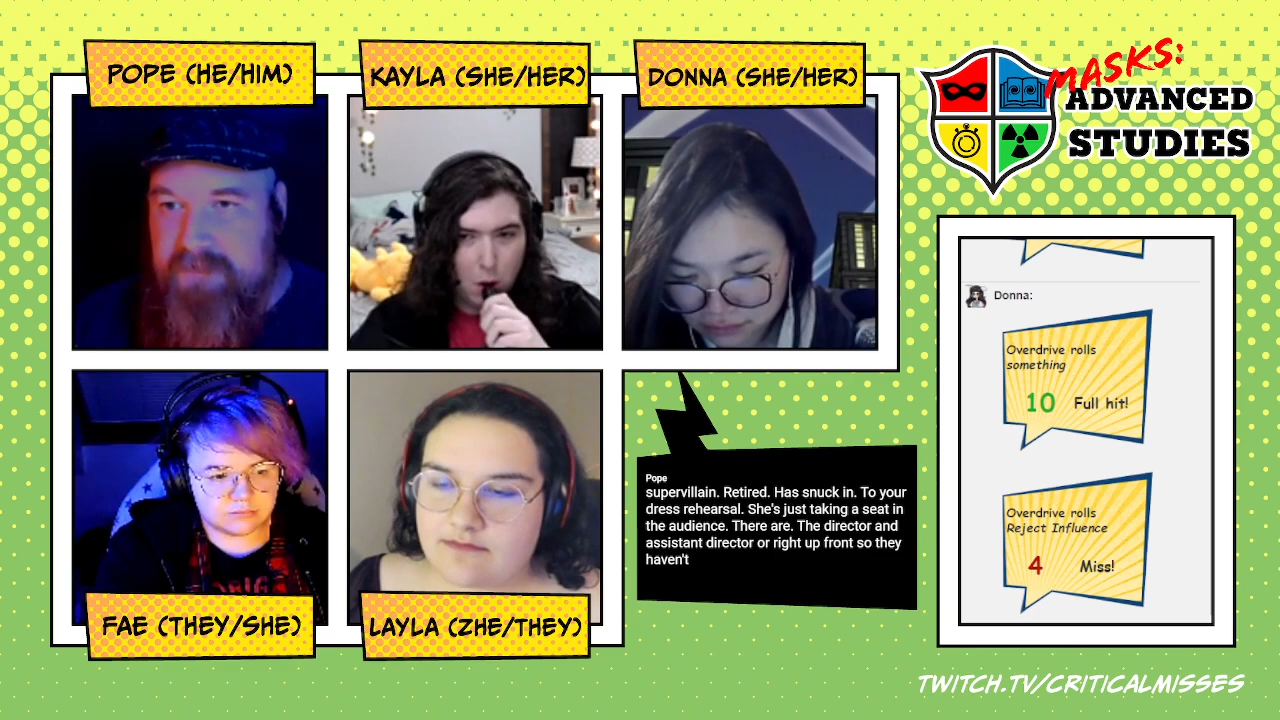 POPE (HE/HIM)
KAYLA (SHE/HER)
DONNA (SHE/HER)
MASKS:
ADVANCED
STUDIES
Donna:
Overdrive rolls
something
10 Full hit!
Overdrive rolls
Reject Influence
4 Miss!
Pope
supervillain. Retired. Has snuck in. To your
dress rehearsal. She's just taking a seat in
the audience. There are. The director and
assistant director or right up front so they
haven't
FAE (THEY/SHE)
LAYLA (ZHE/THEY)
TWITCH.TV/CRITICALMISSES